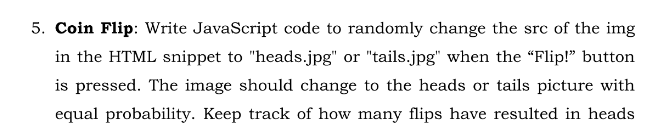 5. Coin Flip: Write JavaScript code to randomly change the src of the img
in the HTML snippet to "heads.jpg" or "tails.jpg" when the “Flip!” button
is pressed. The image should change to the heads or tails picture with
equal probability. Keep track of how many flips have resulted in heads